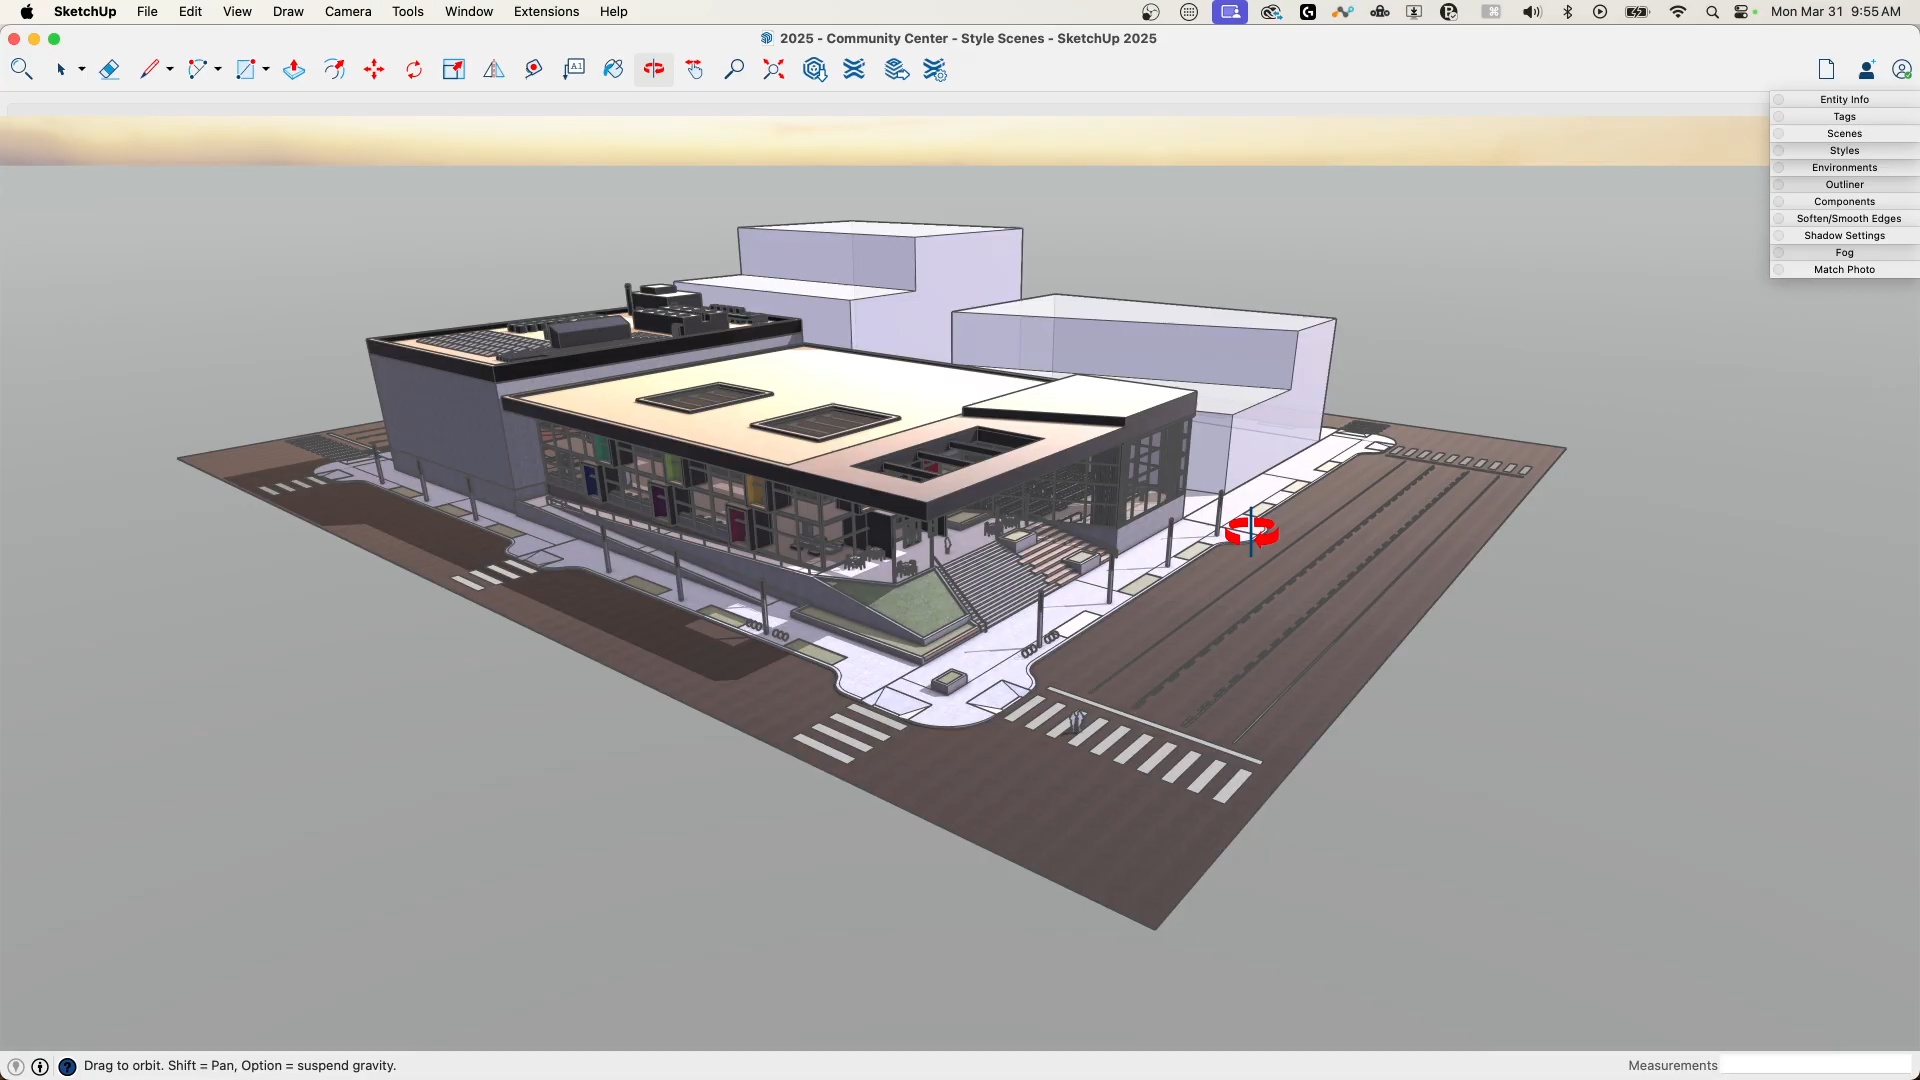 SketchUp File Edit View Draw Camera Tools Window Extensions Help Mon Mar 31 9:55 AM
2025 - Community Center - Style Scenes - SketchUp 2025
A1
Entity Info
Tags
Scenes
Styles
Environments
Outliner
Components
Soften/Smooth Edges
Shadow Settings
Fog
Match Photo
Drag to orbit. Shift = Pan, Option = suspend gravity. Measurements